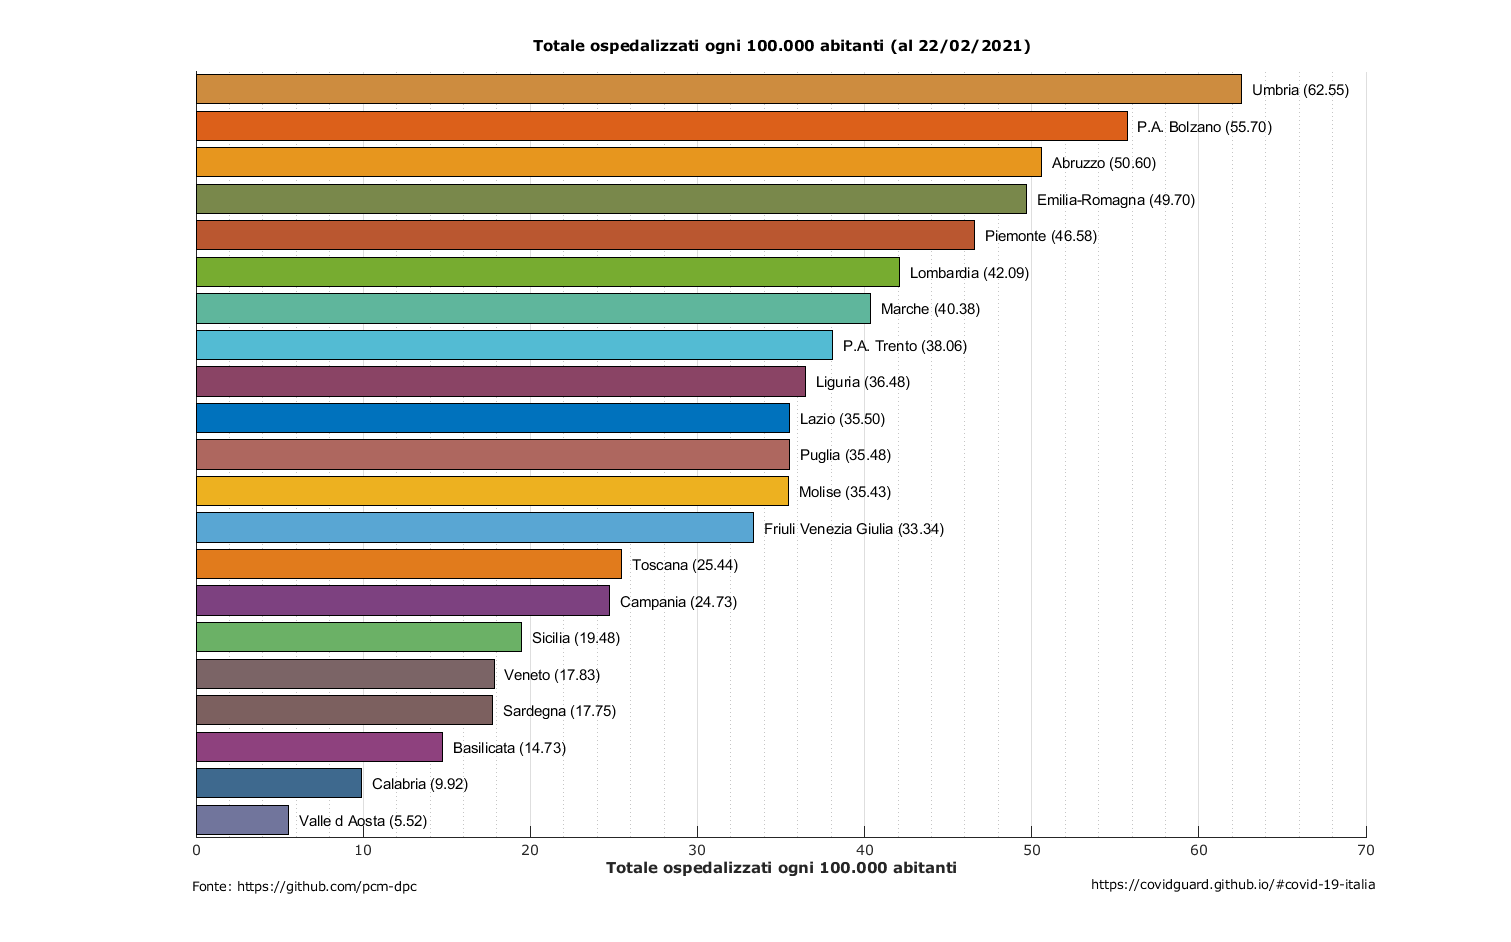 Totale ospedalizzati ogni 100.000 abitanti (al 22/02/2021)
Umbria (62.55)
P.A. Bolzano (55.70)
Abruzzo (50.60)
Emilia-Romagna (49.70)
Piemonte (46.58)
Lombardia (42.09)
Marche (40.38)
P.A. Trento (38.06)
Liguria (36.48)
Lazio (35.50)
Puglia (35.48)
Molise (35.43)
Friuli Venezia Giulia (33.34)
Toscana (25.44)
Campania (24.73)
Sicilia (19.48)
Veneto (17.83)
Sardegna (17.75)
Basilicata (14.73)
Calabria (9.92)
Valle d Aosta (5.52)
0 10 20 30 40 50 60 70
Totale ospedalizzati ogni 100.000 abitanti
Fonte: https://github.com/pcm-dpc
https://covidguard.github.io/#covid-19-italia